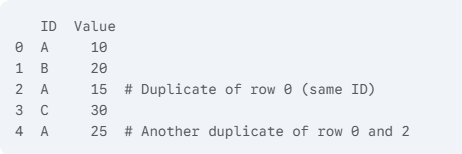 ID Value
0 A 10
1 B 20
2 A 15 # Duplicate of row 0 (same ID)
3 C 30
4 A 25 # Another duplicate of row 0 and 2